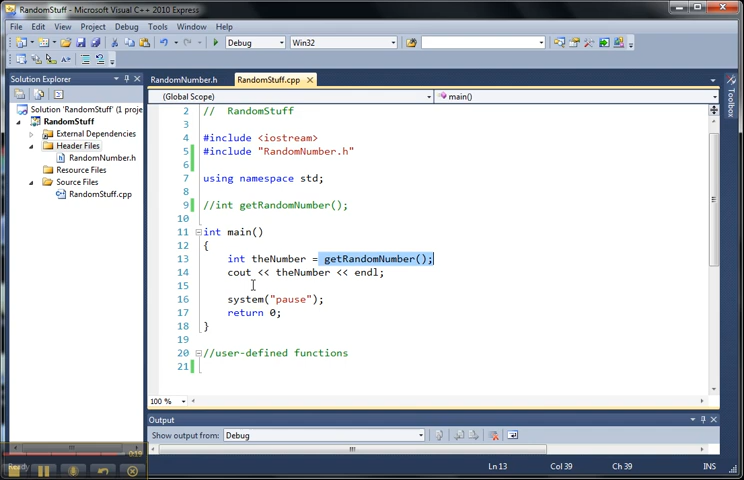 RandomStuff - Microsoft Visual C++ 2010 Express
File Edit View Project Debug Tools Window Help
Debug Win32
Solution Explorer
Solution 'RandomStuff' (1 proje
RandomStuff
External Dependencies
Header Files
RandomNumber.h
Resource Files
Source Files
RandomStuff.cpp
RandomNumber.h RandomStuff.cpp
(Global Scope) main()
Toolbox
2 // RandomStuff
3
4 #include <iostream>
5 #include "RandomNumber.h"
6
7 using namespace std;
8
9 //int getRandomNumber();
10
11 int main()
12 {
13 int theNumber = getRandomNumber();
14 cout << theNumber << endl;
15
16 system("pause");
17 return 0;
18 }
19
20 //user-defined functions
21
100 %
Output
Show output from: Debug
Ready 0:19
Ln 13 Col 39 Ch 39 INS